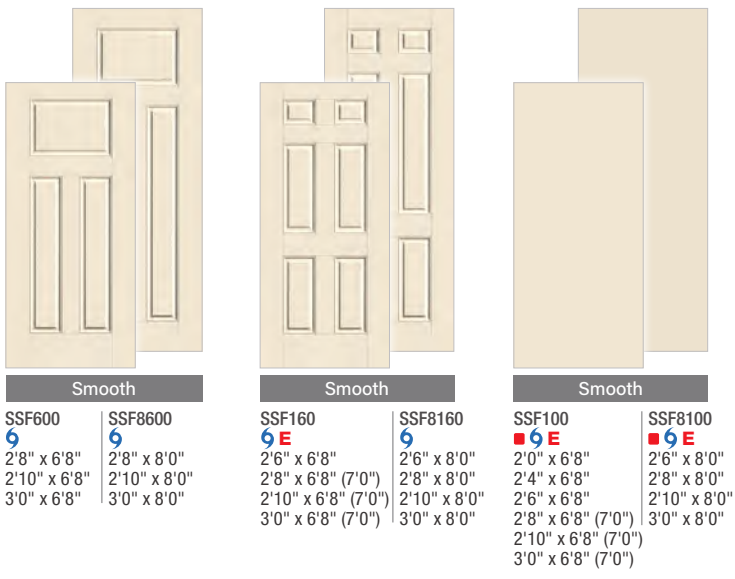 Smooth
SSF600
2'8" x 6'8"
2'10" x 6'8"
3'0" x 6'8"
SSF8600
2'8" x 8'0"
2'10" x 8'0"
3'0" x 8'0"
Smooth
SSF160
E
2'6" x 6'8"
2'8" x 6'8" (7'0")
2'10" x 6'8" (7'0")
3'0" x 6'8" (7'0")
SSF8160
2'6" x 8'0"
2'8" x 8'0"
2'10" x 8'0"
3'0" x 8'0"
Smooth
SSF100
E
2'0" x 6'8"
2'4" x 6'8"
2'6" x 6'8"
2'8" x 6'8" (7'0")
2'10" x 6'8" (7'0")
3'0" x 6'8" (7'0")
SSF8100
E
2'6" x 8'0"
2'8" x 8'0"
2'10" x 8'0"
3'0" x 8'0"